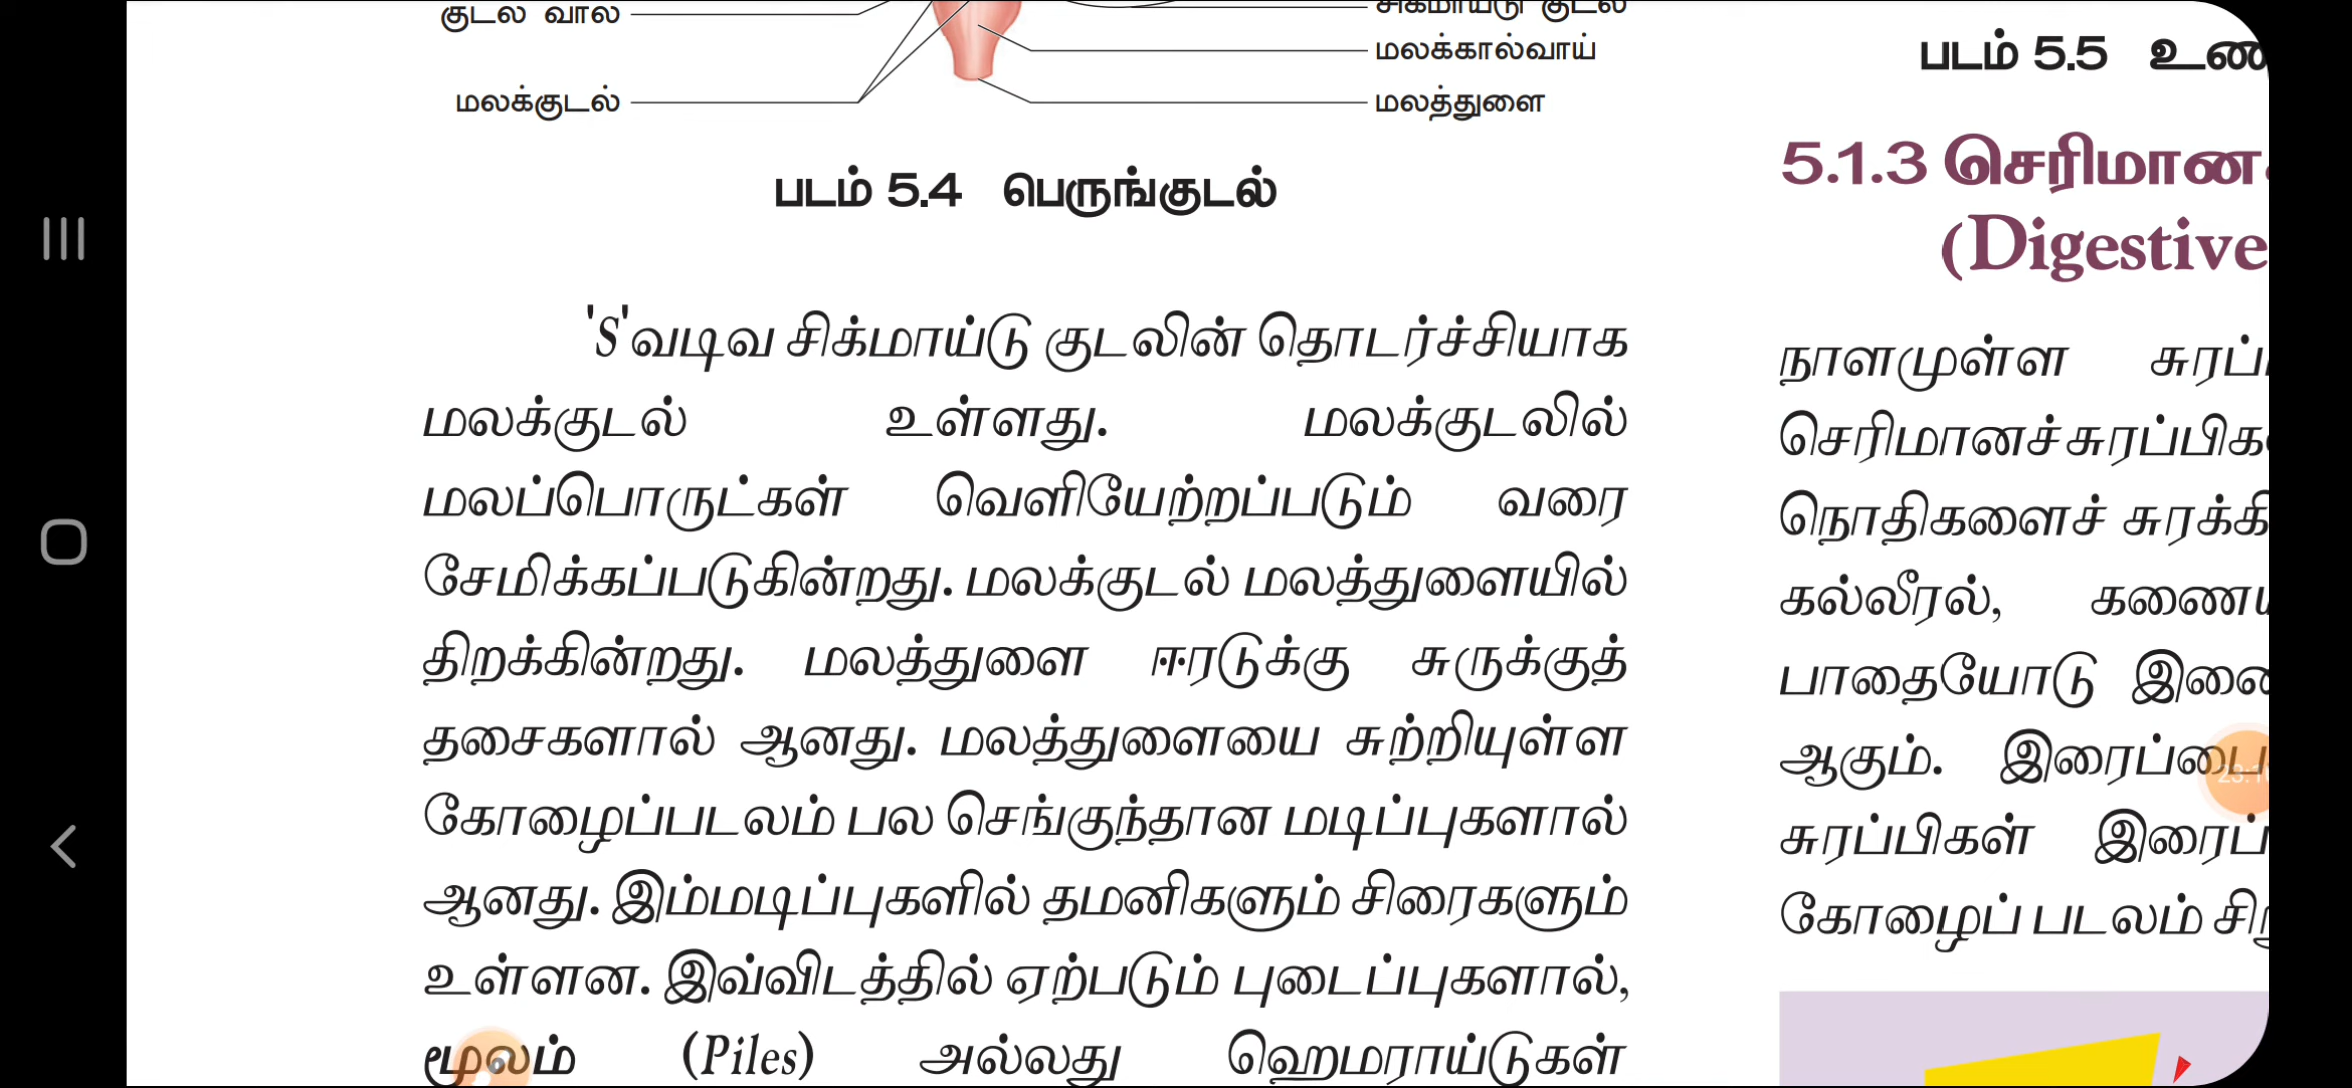 குடல் வால்
சிக்மாய்டு குடல்
மலக்கால்வாய்
மலக்குடல்
மலத்துளை
படம் 5.4 பெருங்குடல்
'S'வடிவ சிக்மாய்டு குடலின் தொடர்ச்சியாக
மலக்குடல் உள்ளது. மலக்குடலில்
மலப்பொருட்கள் வெளியேற்றப்படும் வரை
சேமிக்கப்படுகின்றது. மலக்குடல் மலத்துளையில்
திறக்கின்றது. மலத்துளை ஈரடுக்கு சுருக்குத்
தசைகளால் ஆனது. மலத்துளையை சுற்றியுள்ள
கோழைப்படலம் பல செங்குந்தான மடிப்புகளால்
ஆனது. இம்மடிப்புகளில் தமனிகளும் சிரைகளும்
உள்ளன. இவ்விடத்தில் ஏற்படும் புடைப்புகளால்,
மூலம் (Piles) அல்லது ஹெமராய்டுகள்
படம் 5.5
5.1.3 செரிமான
(Digestive
நாளமுள்ள
செரிமானச்சுரப்பிக
நொதிகளைச் சுரக்கி
கல்லீரல்,
பாதையோடு
ஆகும்.
சுரப்பிகள்
கோழைப் படலம்